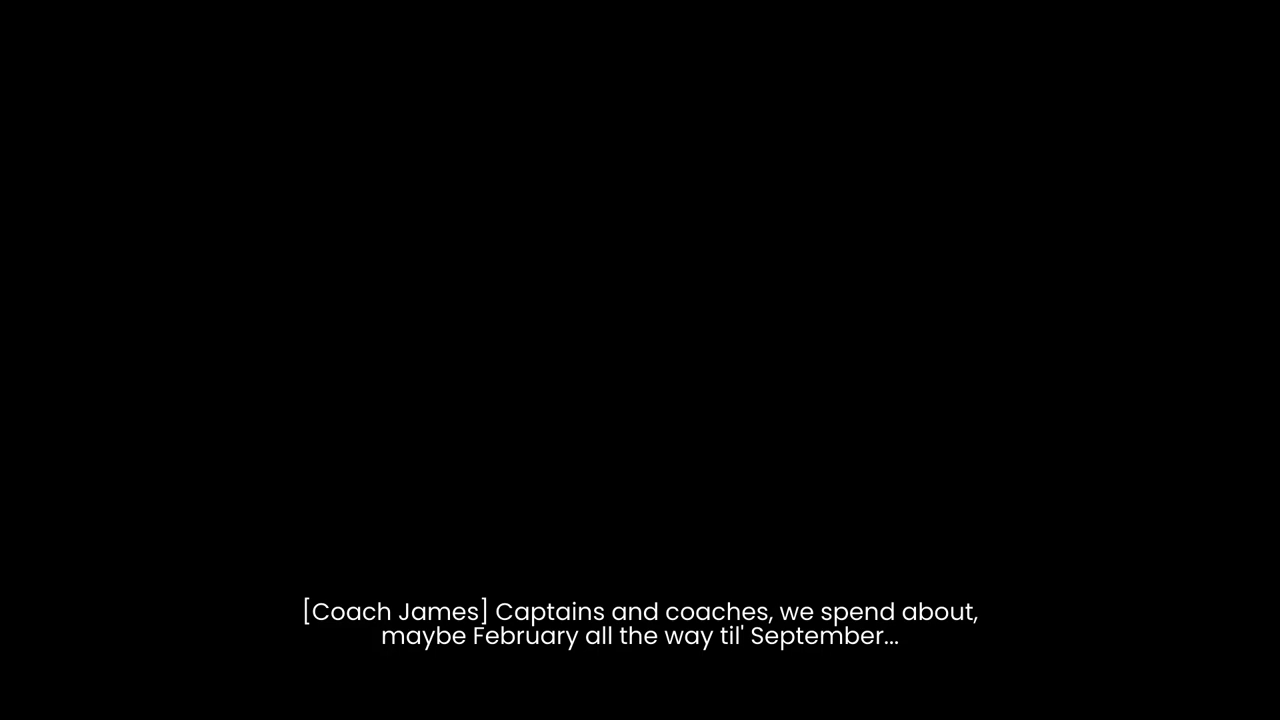 [Coach James] Captains and coaches, we spend about,
maybe February all the way til' September...